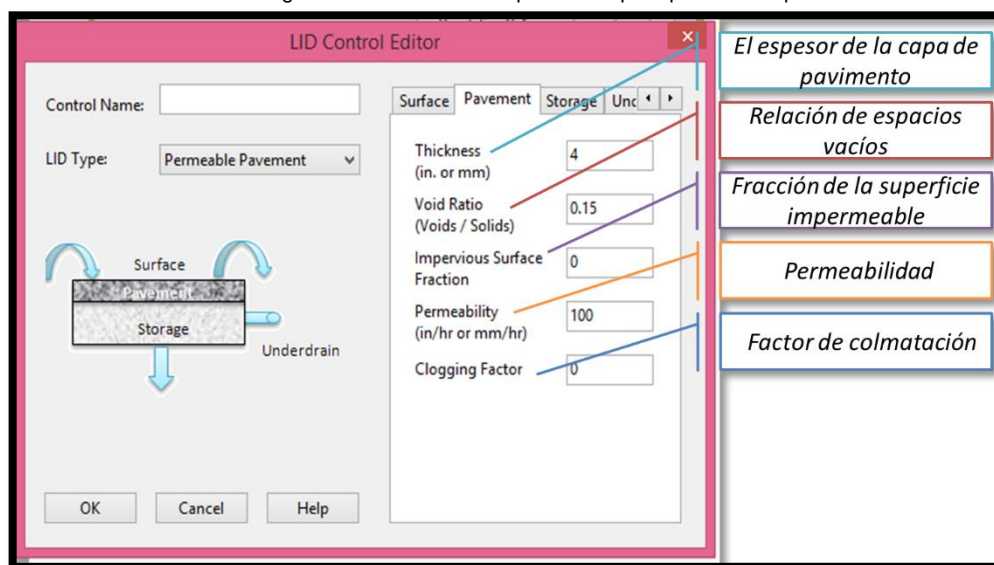 LID Control Editor
Control Name:
LID Type:
Permeable Pavement
Surface
Pavement
Storage
Underdrain
OK
Cancel
Help
Surface Pavement Storage Unc
Thickness
(in. or mm)
4
Void Ratio
(Voids / Solids)
0.15
Impervious Surface
Fraction
0
Permeability
(in/hr or mm/hr)
100
Clogging Factor
0
El espesor de la capa de
pavimento
Relación de espacios
vacíos
Fracción de la superficie
impermeable
Permeabilidad
Factor de colmatación